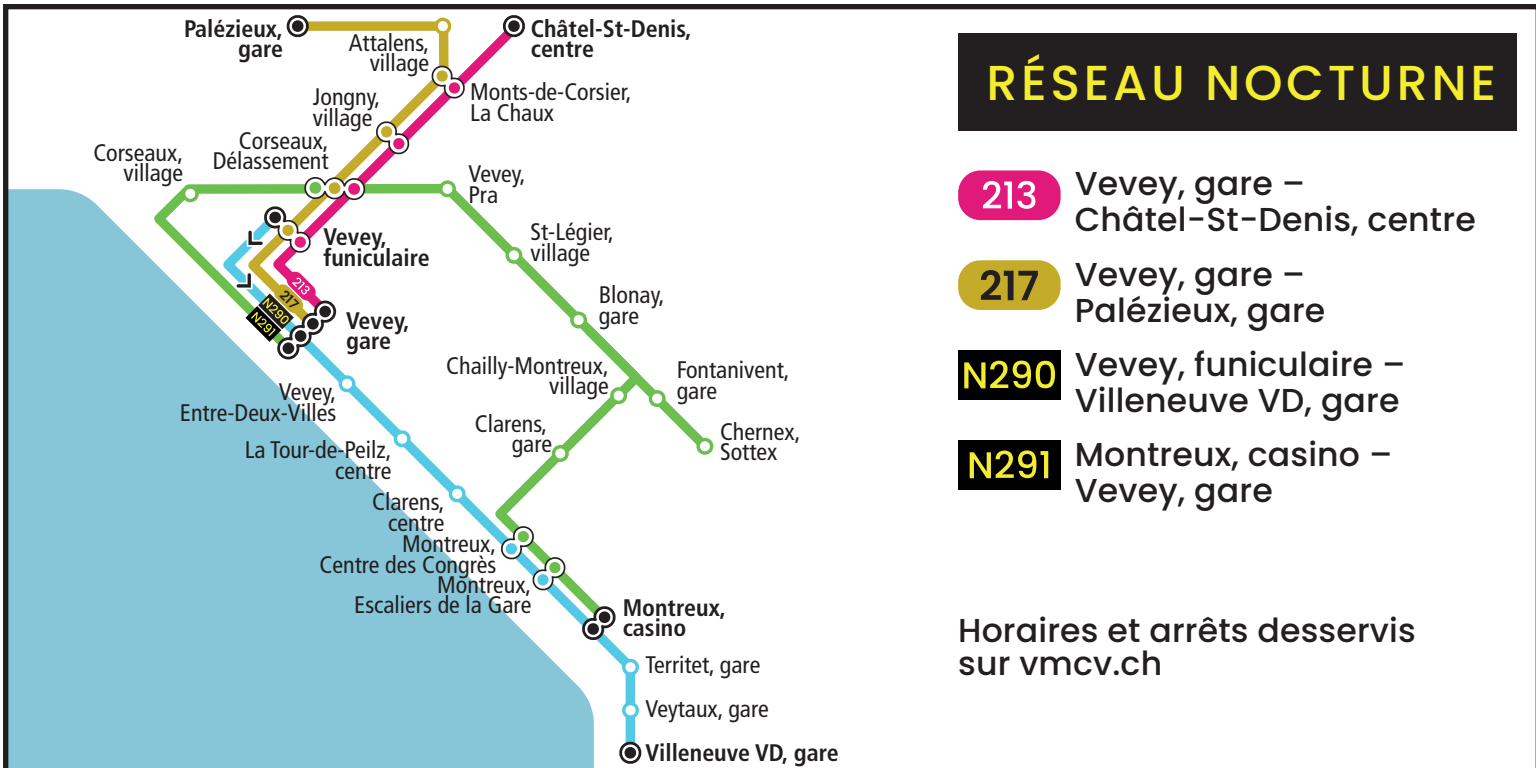 Palézieux,
gare
Attalens,
village
Châtel-St-Denis,
centre
Monts-de-Corsier,
La Chaux
Jongny,
village
Corseaux,
Délassement
Corseaux,
village
Vevey,
Pra
Vevey,
funiculaire
St-Légier,
village
213
217
N290
N291
Vevey,
gare
Blonay,
gare
Vevey,
Entre-Deux-Villes
Chailly-Montreux,
village
Fontanivent,
gare
La Tour-de-Peilz,
centre
Clarens,
gare
Chernex,
Sottex
Clarens,
centre
Montreux,
Centre des Congrès
Montreux,
Escaliers de la Gare
Montreux,
casino
Territet, gare
Veytaux, gare
Villeneuve VD, gare
RÉSEAU NOCTURNE
213 Vevey, gare –
Châtel-St-Denis, centre
217 Vevey, gare –
Palézieux, gare
N290 Vevey, funiculaire –
Villeneuve VD, gare
N291 Montreux, casino –
Vevey, gare
Horaires et arrêts desservis
sur vmcv.ch